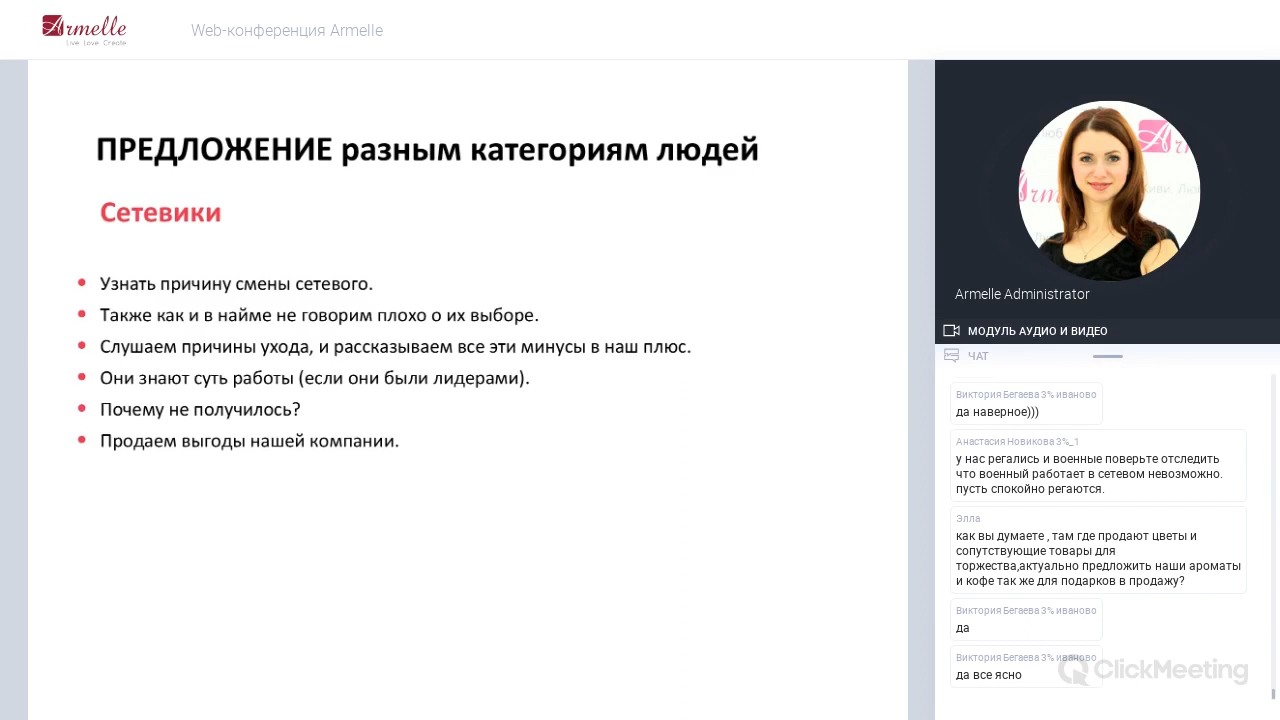 Armelle
Live Love Create
Web-конференция Armelle
ПРЕДЛОЖЕНИЕ разным категориям людей
Сетевики
Узнать причину смены сетевого.
Также как и в найме не говорим плохо о их выборе.
Слушаем причины ухода, и рассказываем все эти минусы в наш плюс.
Они знают суть работы (если они были лидерами).
Почему не получилось?
Продаем выгоды нашей компании.
Armelle Administrator
МОДУЛЬ АУДИО И ВИДЕО
ЧАТ
Виктория Бегаева 3% иваново
да наверное)))
Анастасия Новикова 3%_1
у нас регались и военные поверьте отследить
что военный работает в сетевом невозможно.
пусть спокойно регаются.
Элла
как вы думаете , там где продают цветы и
сопутствующие товары для
торжества,актуально предложить наши ароматы
и кофе так же для подарков в продажу?
Виктория Бегаева 3% иваново
да
Виктория Бегаева 3% иваново
да все ясно
ClickMeeting